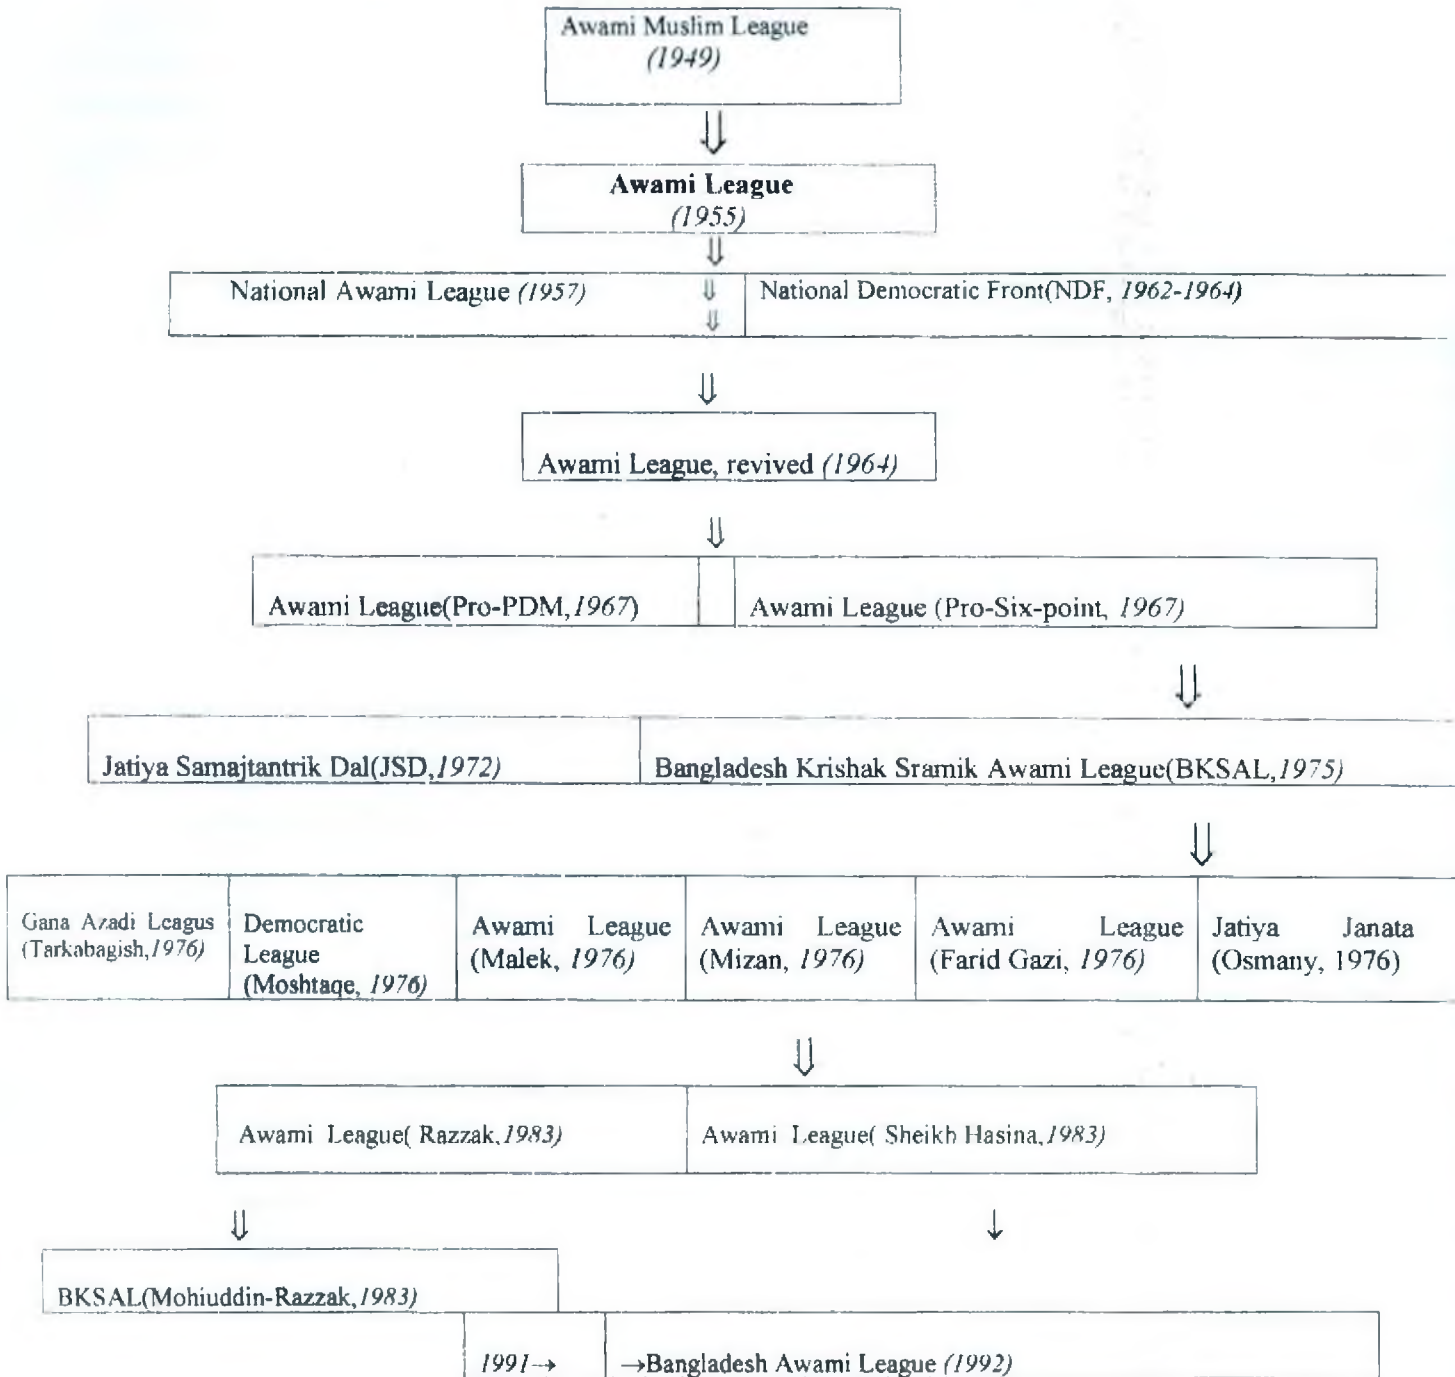 Awami Muslim League
(1949)
⇓
Awami League
(1955)
⇓
National Awami League (1957)
⇓
⇓
National Democratic Front(NDF, 1962-1964)
⇓
Awami League, revived (1964)
⇓
Awami League(Pro-PDM,1967)
Awami League (Pro-Six-point, 1967)
⇓
Jatiya Samajtantrik Dal(JSD,1972)
Bangladesh Krishak Sramik Awami League(BKSAL,1975)
⇓
Gana Azadi Leagus
(Tarkabagish,1976)
Democratic
League
(Moshtaqe, 1976)
Awami League
(Malek, 1976)
Awami League
(Mizan, 1976)
Awami League
(Farid Gazi, 1976)
Jatiya Janata
(Osmany, 1976)
⇓
Awami League( Razzak,1983)
Awami League( Sheikh Hasina,1983)
⇓
↓
BKSAL(Mohiuddin-Razzak,1983)
1991→
→Bangladesh Awami League (1992)